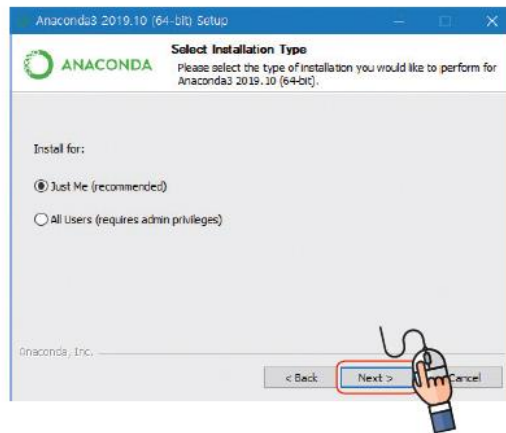 Anaconda3 2019.10 (64-bit) Setup
ANACONDA
Select Installation Type
Please select the type of installation you would like to perform for
Anaconda3 2019.10 (64-bit).
Install for:
Just Me (recommended)
All Users (requires admin privileges)
Anaconda, Inc.
< Back
Next >
Cancel